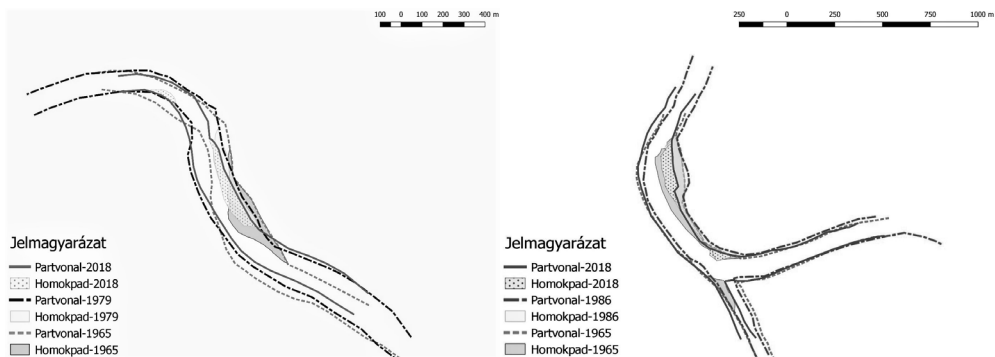 100 0 100 200 300 400 m
Jelmagyarázat
Partvonal-2018
Homokpad-2018
Partvonal-1979
Homokpad-1979
Partvonal-1965
Homokpad-1965
250 0 250 500 750 1000 m
Jelmagyarázat
Partvonal-2018
Homokpad-2018
Partvonal-1986
Homokpad-1986
Partvonal-1965
Homokpad-1965